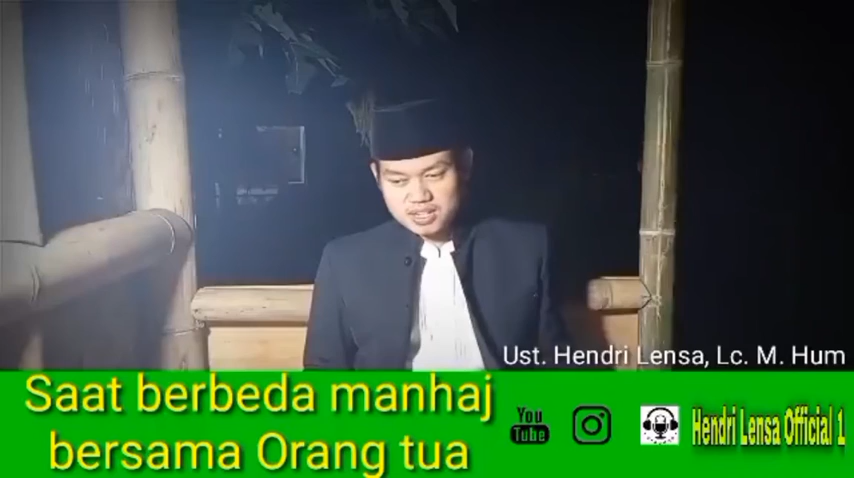 Ust. Hendri Lensa, Lc. M. Hum
Saat berbeda manhaj
bersama Orang tua
You
Tube
Hendri Lensa Official 1